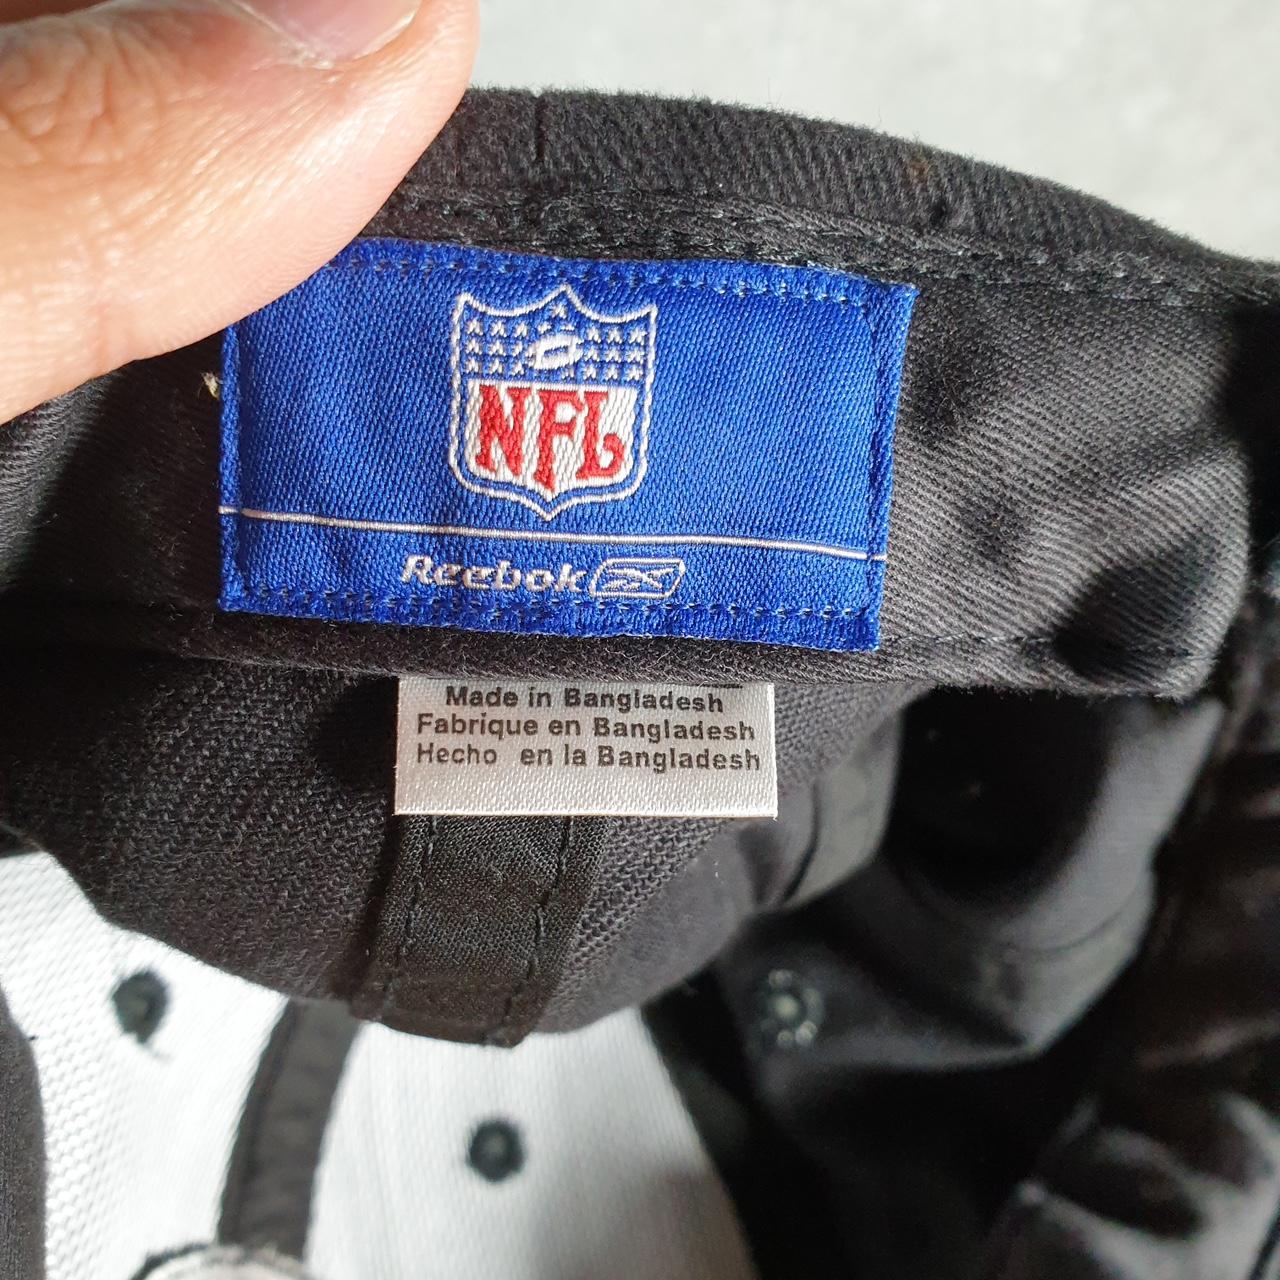 NFL
Reebok
Made in Bangladesh
Fabrique en Bangladesh
Hecho en la Bangladesh